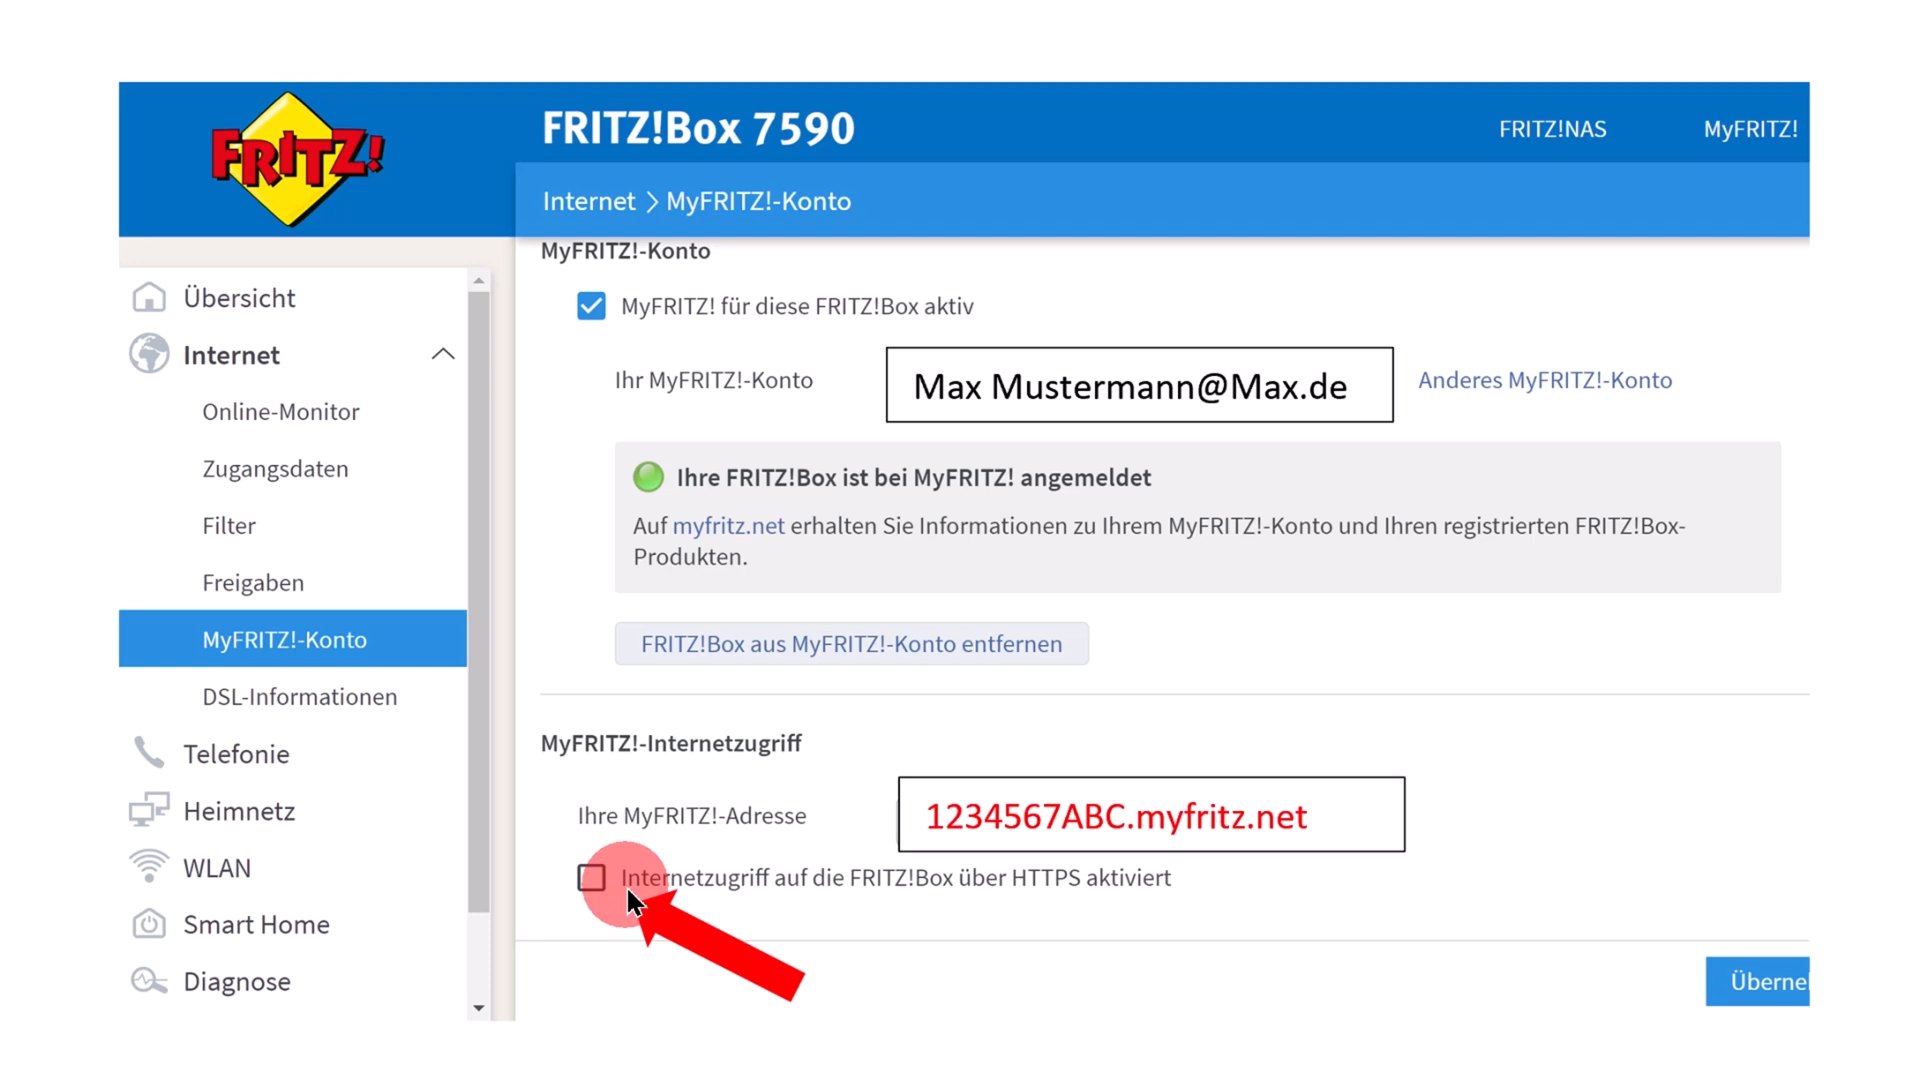 FRITZ!
FRITZ!Box 7590
FRITZ!NAS
MyFRITZ!
Internet > MyFRITZ!-Konto
Übersicht
Internet
Online-Monitor
Zugangsdaten
Filter
Freigaben
MyFRITZ!-Konto
DSL-Informationen
Telefonie
Heimnetz
WLAN
Smart Home
Diagnose
MyFRITZ!-Konto
MyFRITZ! für diese FRITZ!Box aktiv
Ihr MyFRITZ!-Konto
Max Mustermann@Max.de
Anderes MyFRITZ!-Konto
Ihre FRITZ!Box ist bei MyFRITZ! angemeldet
Auf myfritz.net erhalten Sie Informationen zu Ihrem MyFRITZ!-Konto und Ihren registrierten FRITZ!Box-
Produkten.
FRITZ!Box aus MyFRITZ!-Konto entfernen
MyFRITZ!-Internetzugriff
Ihre MyFRITZ!-Adresse
1234567ABC.myfritz.net
Internetzugriff auf die FRITZ!Box über HTTPS aktiviert
Überne